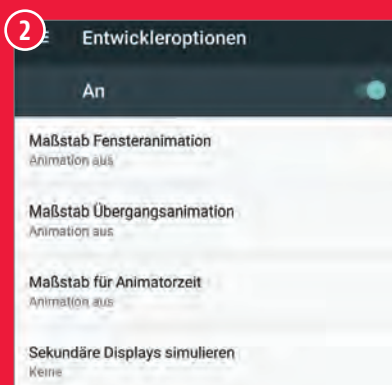 2
Entwickleroptionen
An
Maßstab Fensteranimation
Animation aus
Maßstab Übergangsanimation
Animation aus
Maßstab für Animatorzeit
Animation aus
Sekundäre Displays simulieren
Keine